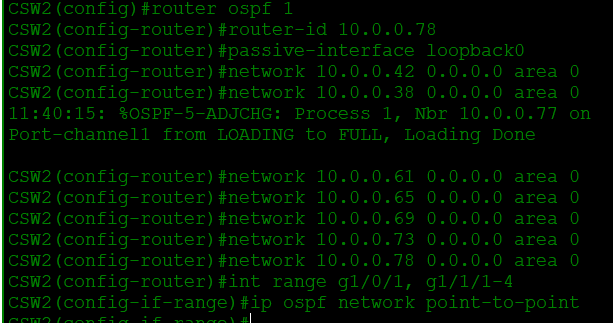 CSW2(config)#router ospf 1
CSW2(config-router)#router-id 10.0.0.78
CSW2(config-router)#passive-interface loopback0
CSW2(config-router)#network 10.0.0.42 0.0.0.0 area 0
CSW2(config-router)#network 10.0.0.38 0.0.0.0 area 0
11:40:15: %OSPF-5-ADJCHG: Process 1, Nbr 10.0.0.77 on
Port-channel1 from LOADING to FULL, Loading Done
CSW2(config-router)#network 10.0.0.61 0.0.0.0 area 0
CSW2(config-router)#network 10.0.0.65 0.0.0.0 area 0
CSW2(config-router)#network 10.0.0.69 0.0.0.0 area 0
CSW2(config-router)#network 10.0.0.73 0.0.0.0 area 0
CSW2(config-router)#network 10.0.0.78 0.0.0.0 area 0
CSW2(config-router)#int range g1/0/1, g1/1/1-4
CSW2(config-if-range)#ip ospf network point-to-point
CSW2(config-if-range)#